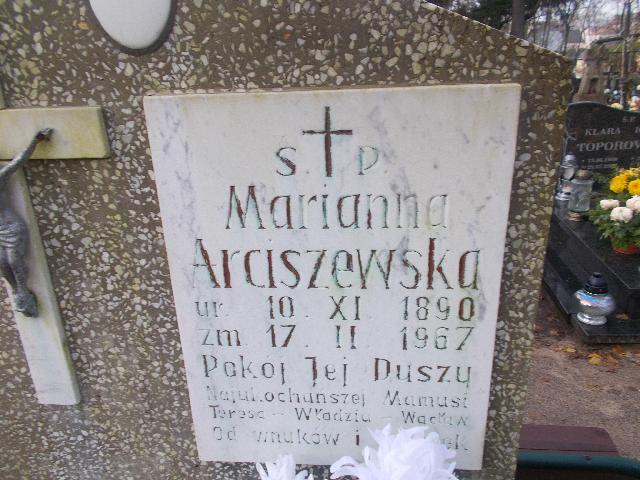 Ś P
Marianna
Arciszewska
ur. 10. XI 1890
zm. 17. II 1967
Pokój Jej Duszy
Najukochańszej Mamusi
Teresa - Władzia - Wacław
Od wnuków i
KLARA
TOPOROW